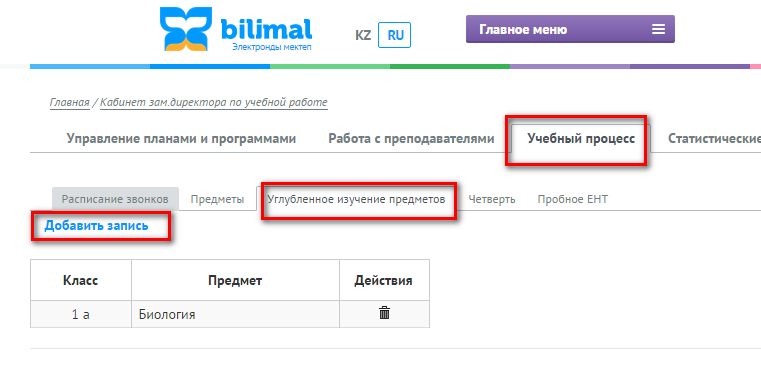 bilimal
Электронды мектеп
KZ RU
Главное меню
Главная / Кабинет зам.директора по учебной работе
Управление планами и программами Работа с преподавателями Учебный процесс Статистические
Расписание звонков Предметы Углубленное изучение предметов Четверть Пробное ЕНТ
Добавить запись
Класс Предмет Действия
1 а Биология